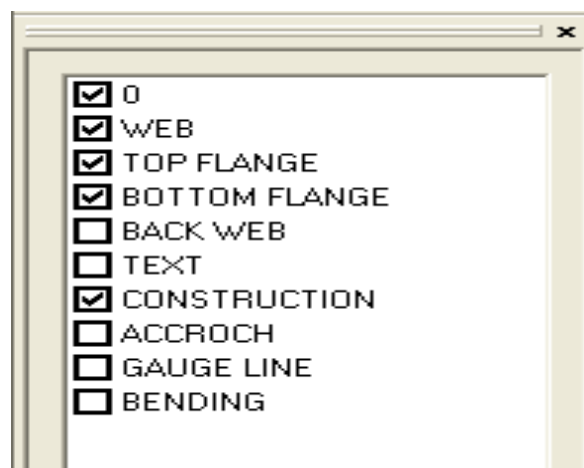 0
WEB
TOP FLANGE
BOTTOM FLANGE
BACK WEB
TEXT
CONSTRUCTION
ACCROCH
GAUGE LINE
BENDING